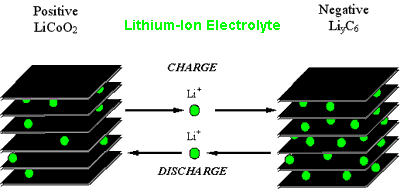 Positive
LiCoO₂
Lithium-Ion Electrolyte
Negative
LiyC₆
CHARGE
Li⁺
Li⁺
DISCHARGE